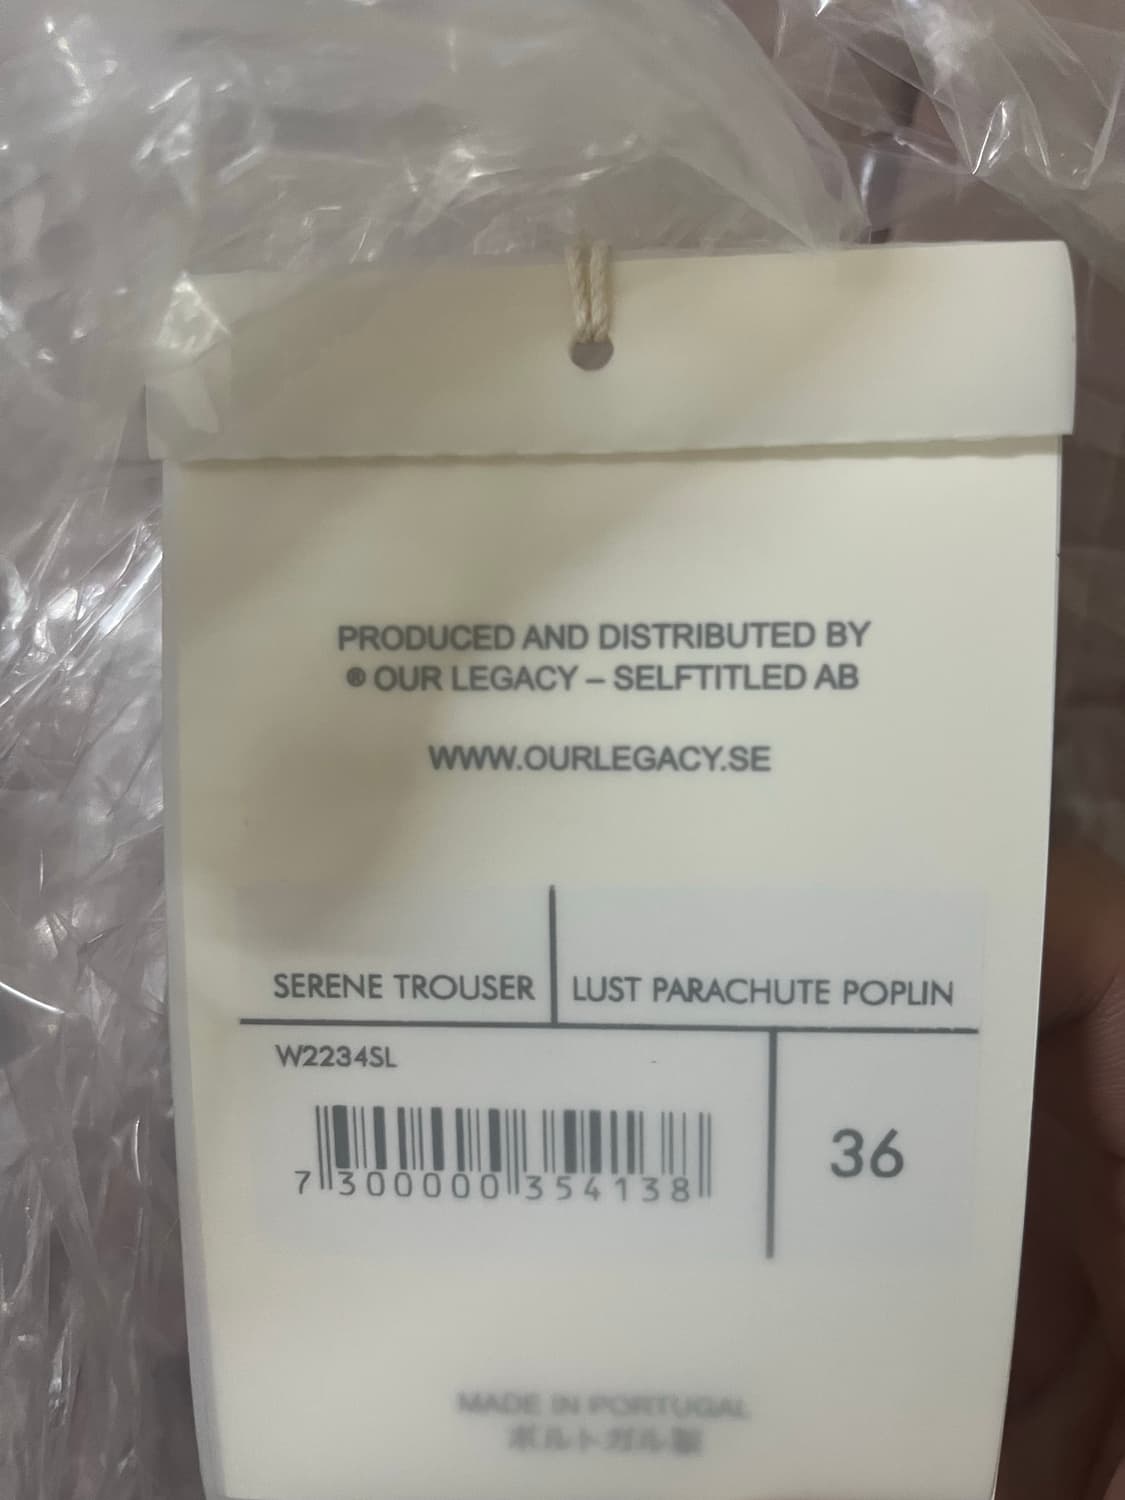 PRODUCED AND DISTRIBUTED BY
® OUR LEGACY – SELFTITLED AB
WWW.OURLEGACY.SE
SERENE TROUSER
LUST PARACHUTE POPLIN
W2234SL
7 300000 354138
36
MADE IN PORTUGAL
ポルトガル製